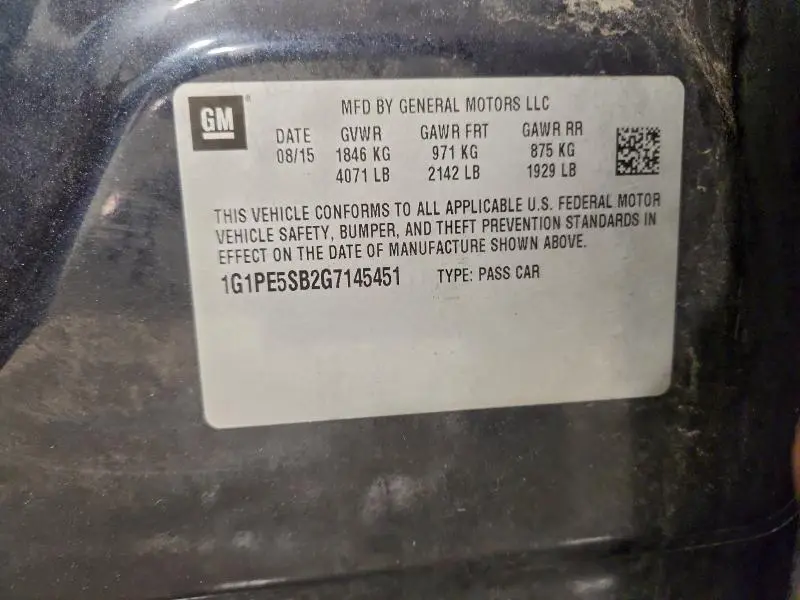 GM ® MFD BY GENERAL MOTORS LLC
DATE GVWR GAWR FRT GAWR RR
08/15 1846 KG 971 KG 875 KG
4071 LB 2142 LB 1929 LB
THIS VEHICLE CONFORMS TO ALL APPLICABLE U.S. FEDERAL MOTOR
VEHICLE SAFETY, BUMPER, AND THEFT PREVENTION STANDARDS IN
EFFECT ON THE DATE OF MANUFACTURE SHOWN ABOVE.
1G1PE5SB2G7145451 TYPE: PASS CAR